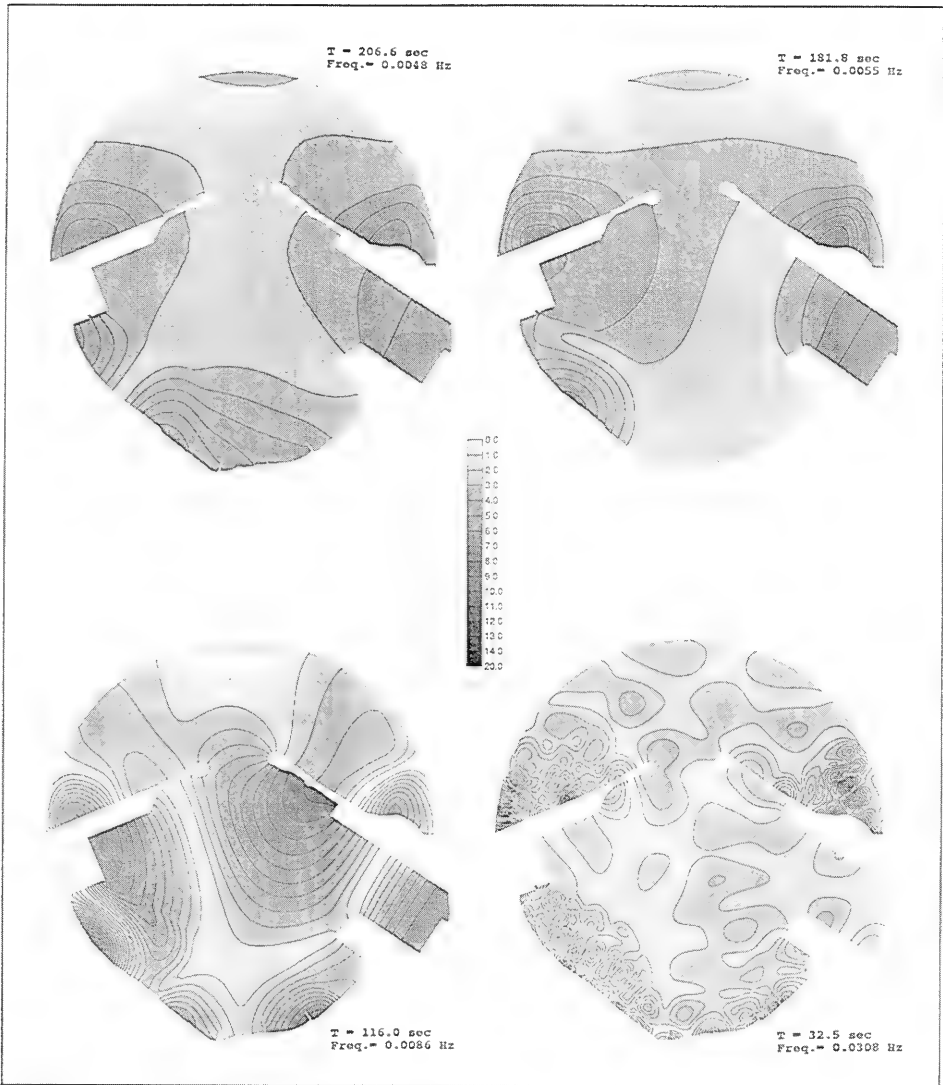 T = 206.6 sec
Freq.= 0.0048 Hz
T = 181.8 sec
Freq.= 0.0055 Hz
0.0
1.0
2.0
3.0
4.0
5.0
6.0
7.0
8.0
9.0
10.0
11.0
12.0
13.0
14.0
20.0
T = 116.0 sec
Freq.= 0.0086 Hz
T = 32.5 sec
Freq.= 0.0308 Hz